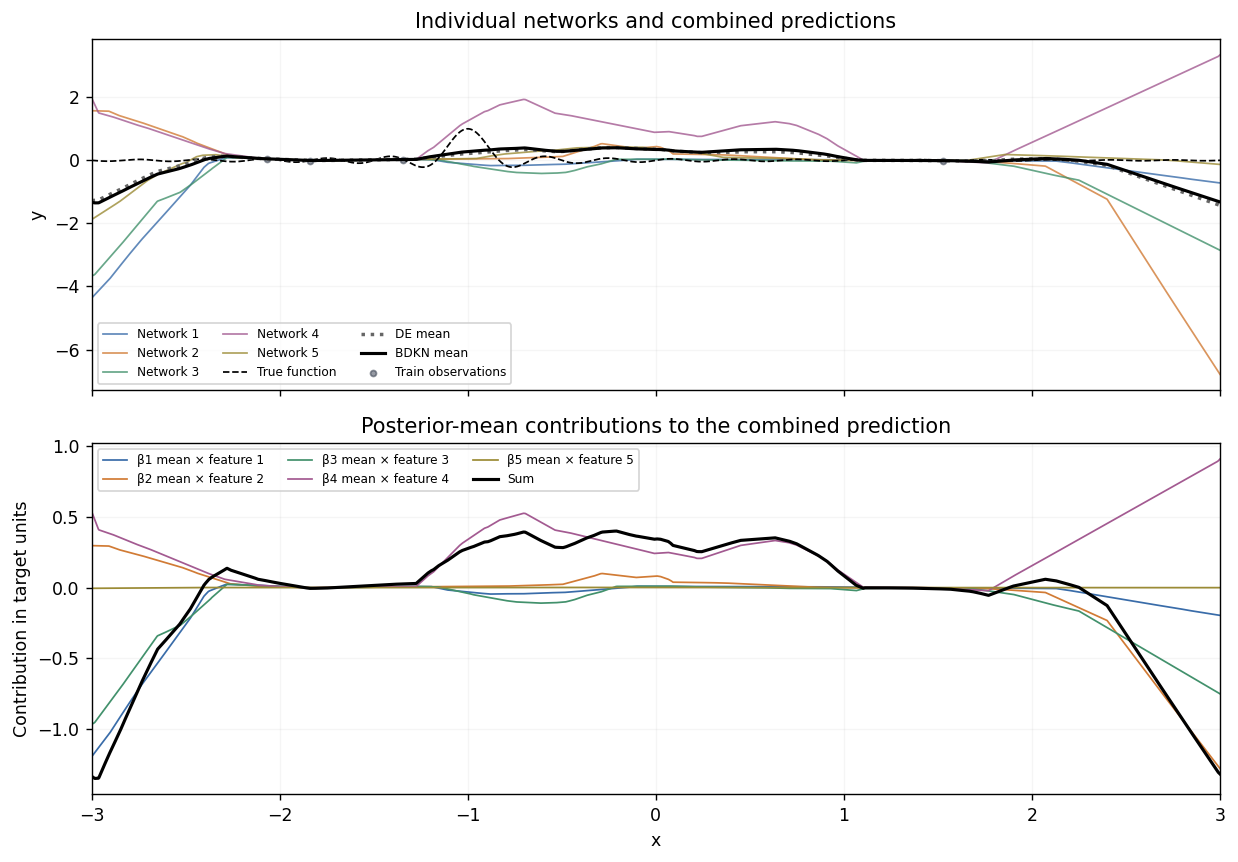 Individual networks and combined predictions
y
2
0
−2
−4
−6
Network 1
Network 2
Network 3
Network 4
Network 5
True function
DE mean
BDKN mean
Train observations
Posterior-mean contributions to the combined prediction
Contribution in target units
1.0
0.5
0.0
−0.5
−1.0
β1 mean × feature 1
β2 mean × feature 2
β3 mean × feature 3
β4 mean × feature 4
β5 mean × feature 5
Sum
−3
−2
−1
0
1
2
3
x